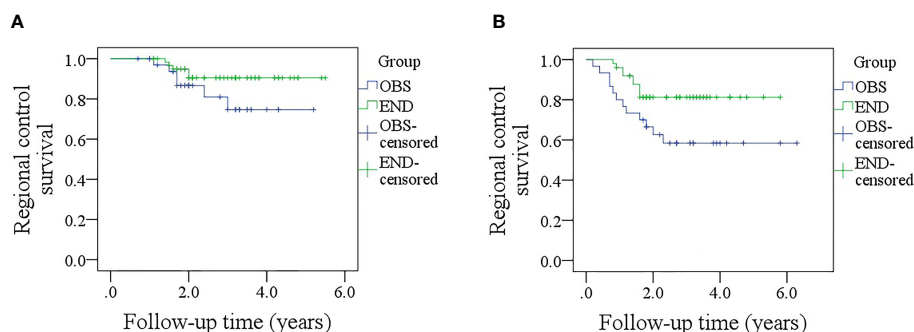 A
1.0
0.8
0.6
0.4
0.2
0.0
Regional control
survival
.0
2.0
4.0
6.0
Follow-up time (years)
Group
OBS
END
OBS-
censored
END-
censored
B
1.0
0.8
0.6
0.4
0.2
0.0
Regional control
survival
.0
2.0
4.0
6.0
Follow-up time (years)
Group
OBS
END
OBS-
censored
END-
censored